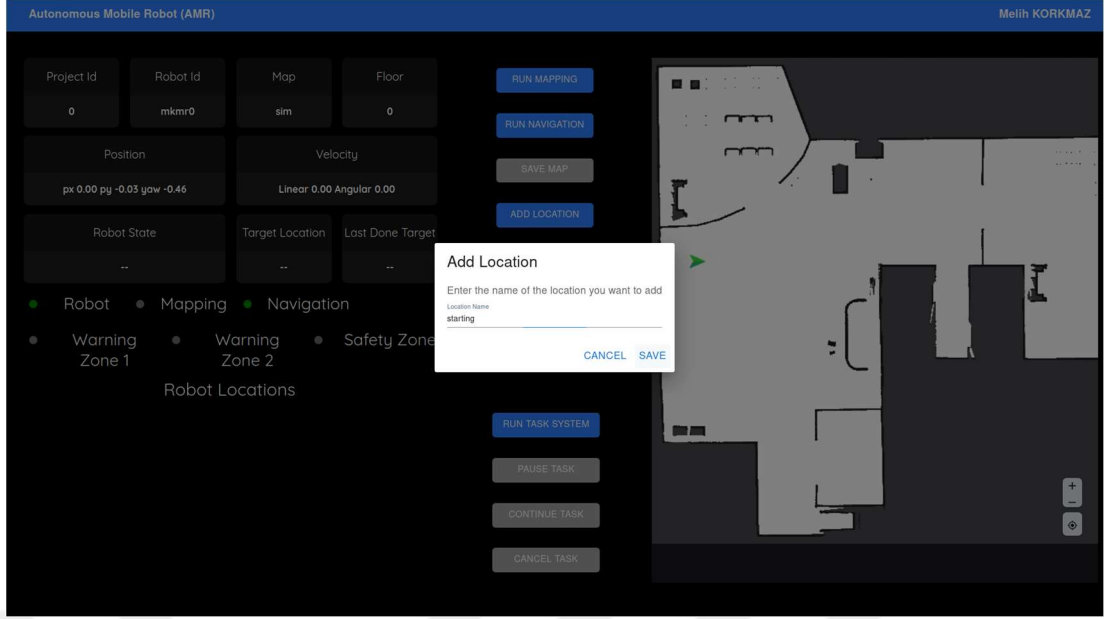 Autonomous Mobile Robot (AMR)
Melih KORKMAZ
Project Id
Robot Id
Map
Floor
0
mkmr0
sim
0
Position
Velocity
px 0.00 py -0.03 yaw -0.46
Linear 0.00 Angular 0.00
Robot State
Target Location
Last Done Target
--
--
--
Robot
Mapping
Navigation
Warning
Zone 1
Warning
Zone 2
Safety Zone
Robot Locations
RUN MAPPING
RUN NAVIGATION
SAVE MAP
ADD LOCATION
Add Location
Enter the name of the location you want to add
Location Name
starting
CANCEL
SAVE
RUN TASK SYSTEM
PAUSE TASK
CONTINUE TASK
CANCEL TASK
+
−